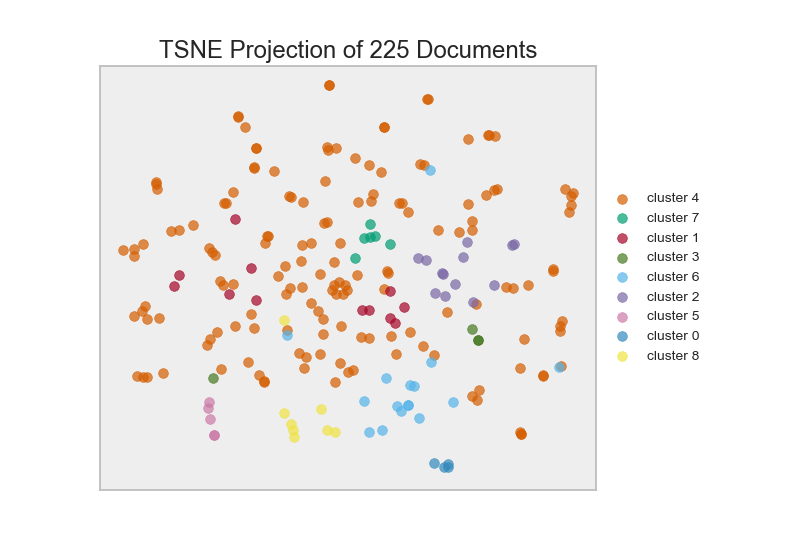 TSNE Projection of 225 Documents
cluster 4
cluster 7
cluster 1
cluster 3
cluster 6
cluster 2
cluster 5
cluster 0
cluster 8